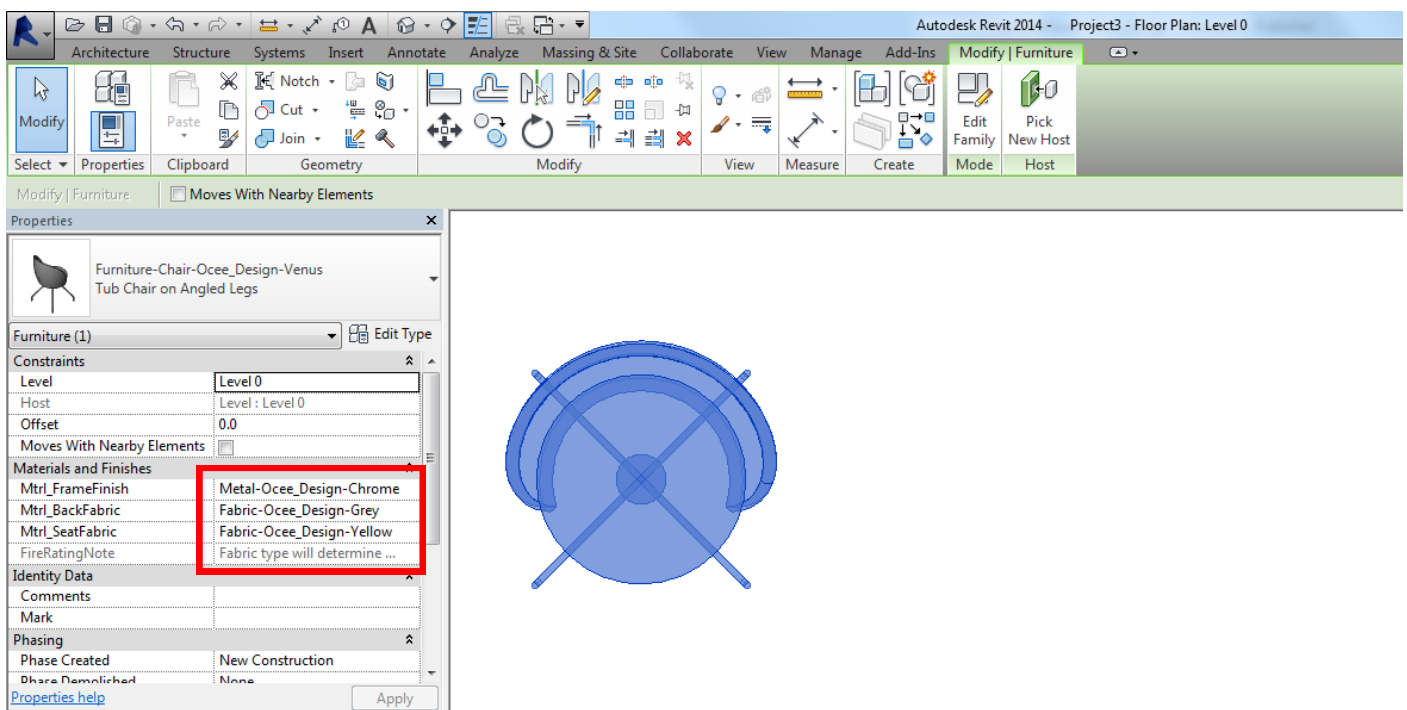 A
Autodesk Revit 2014 - Project3 - Floor Plan: Level 0
Architecture Structure Systems Insert Annotate Analyze Massing & Site Collaborate View Manage Add-Ins Modify | Furniture
Modify
Paste
Notch
Cut
Join
Edit Family
Pick New Host
Select Properties Clipboard Geometry Modify View Measure Create Mode Host
Modify | Furniture Moves With Nearby Elements
Properties
Furniture-Chair-Ocee_Design-Venus
Tub Chair on Angled Legs
Furniture (1) Edit Type
Constraints
Level Level 0
Host Level : Level 0
Offset 0.0
Moves With Nearby Elements
Materials and Finishes
Mtrl_FrameFinish Metal-Ocee_Design-Chrome
Mtrl_BackFabric Fabric-Ocee_Design-Grey
Mtrl_SeatFabric Fabric-Ocee_Design-Yellow
FireRatingNote Fabric type will determine ...
Identity Data
Comments
Mark
Phasing
Phase Created New Construction
Phase Demolished None
Properties help Apply